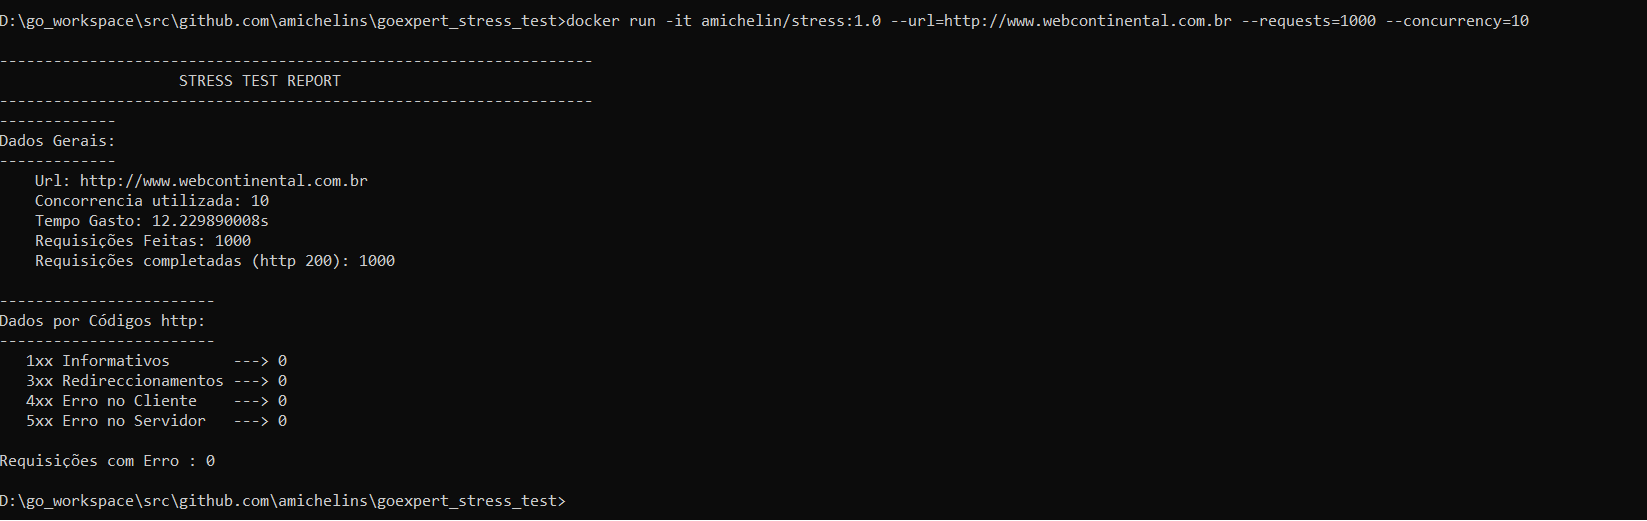 D:\go_workspace\src\github.com\amichelins\goexpert_stress_test>docker run -it amichelin/stress:1.0 --url=http://www.webcontinental.com.br --requests=1000 --concurrency=10
------------------------------------------------------------------
STRESS TEST REPORT
------------------------------------------------------------------
-------------
Dados Gerais:
-------------
Url: http://www.webcontinental.com.br
Concorrencia utilizada: 10
Tempo Gasto: 12.229890008s
Requisições Feitas: 1000
Requisições completadas (http 200): 1000
------------------------
Dados por Códigos http:
------------------------
1xx Informativos       ---> 0
3xx Redireccionamentos ---> 0
4xx Erro no Cliente    ---> 0
5xx Erro no Servidor   ---> 0
Requisições com Erro : 0
D:\go_workspace\src\github.com\amichelins\goexpert_stress_test>